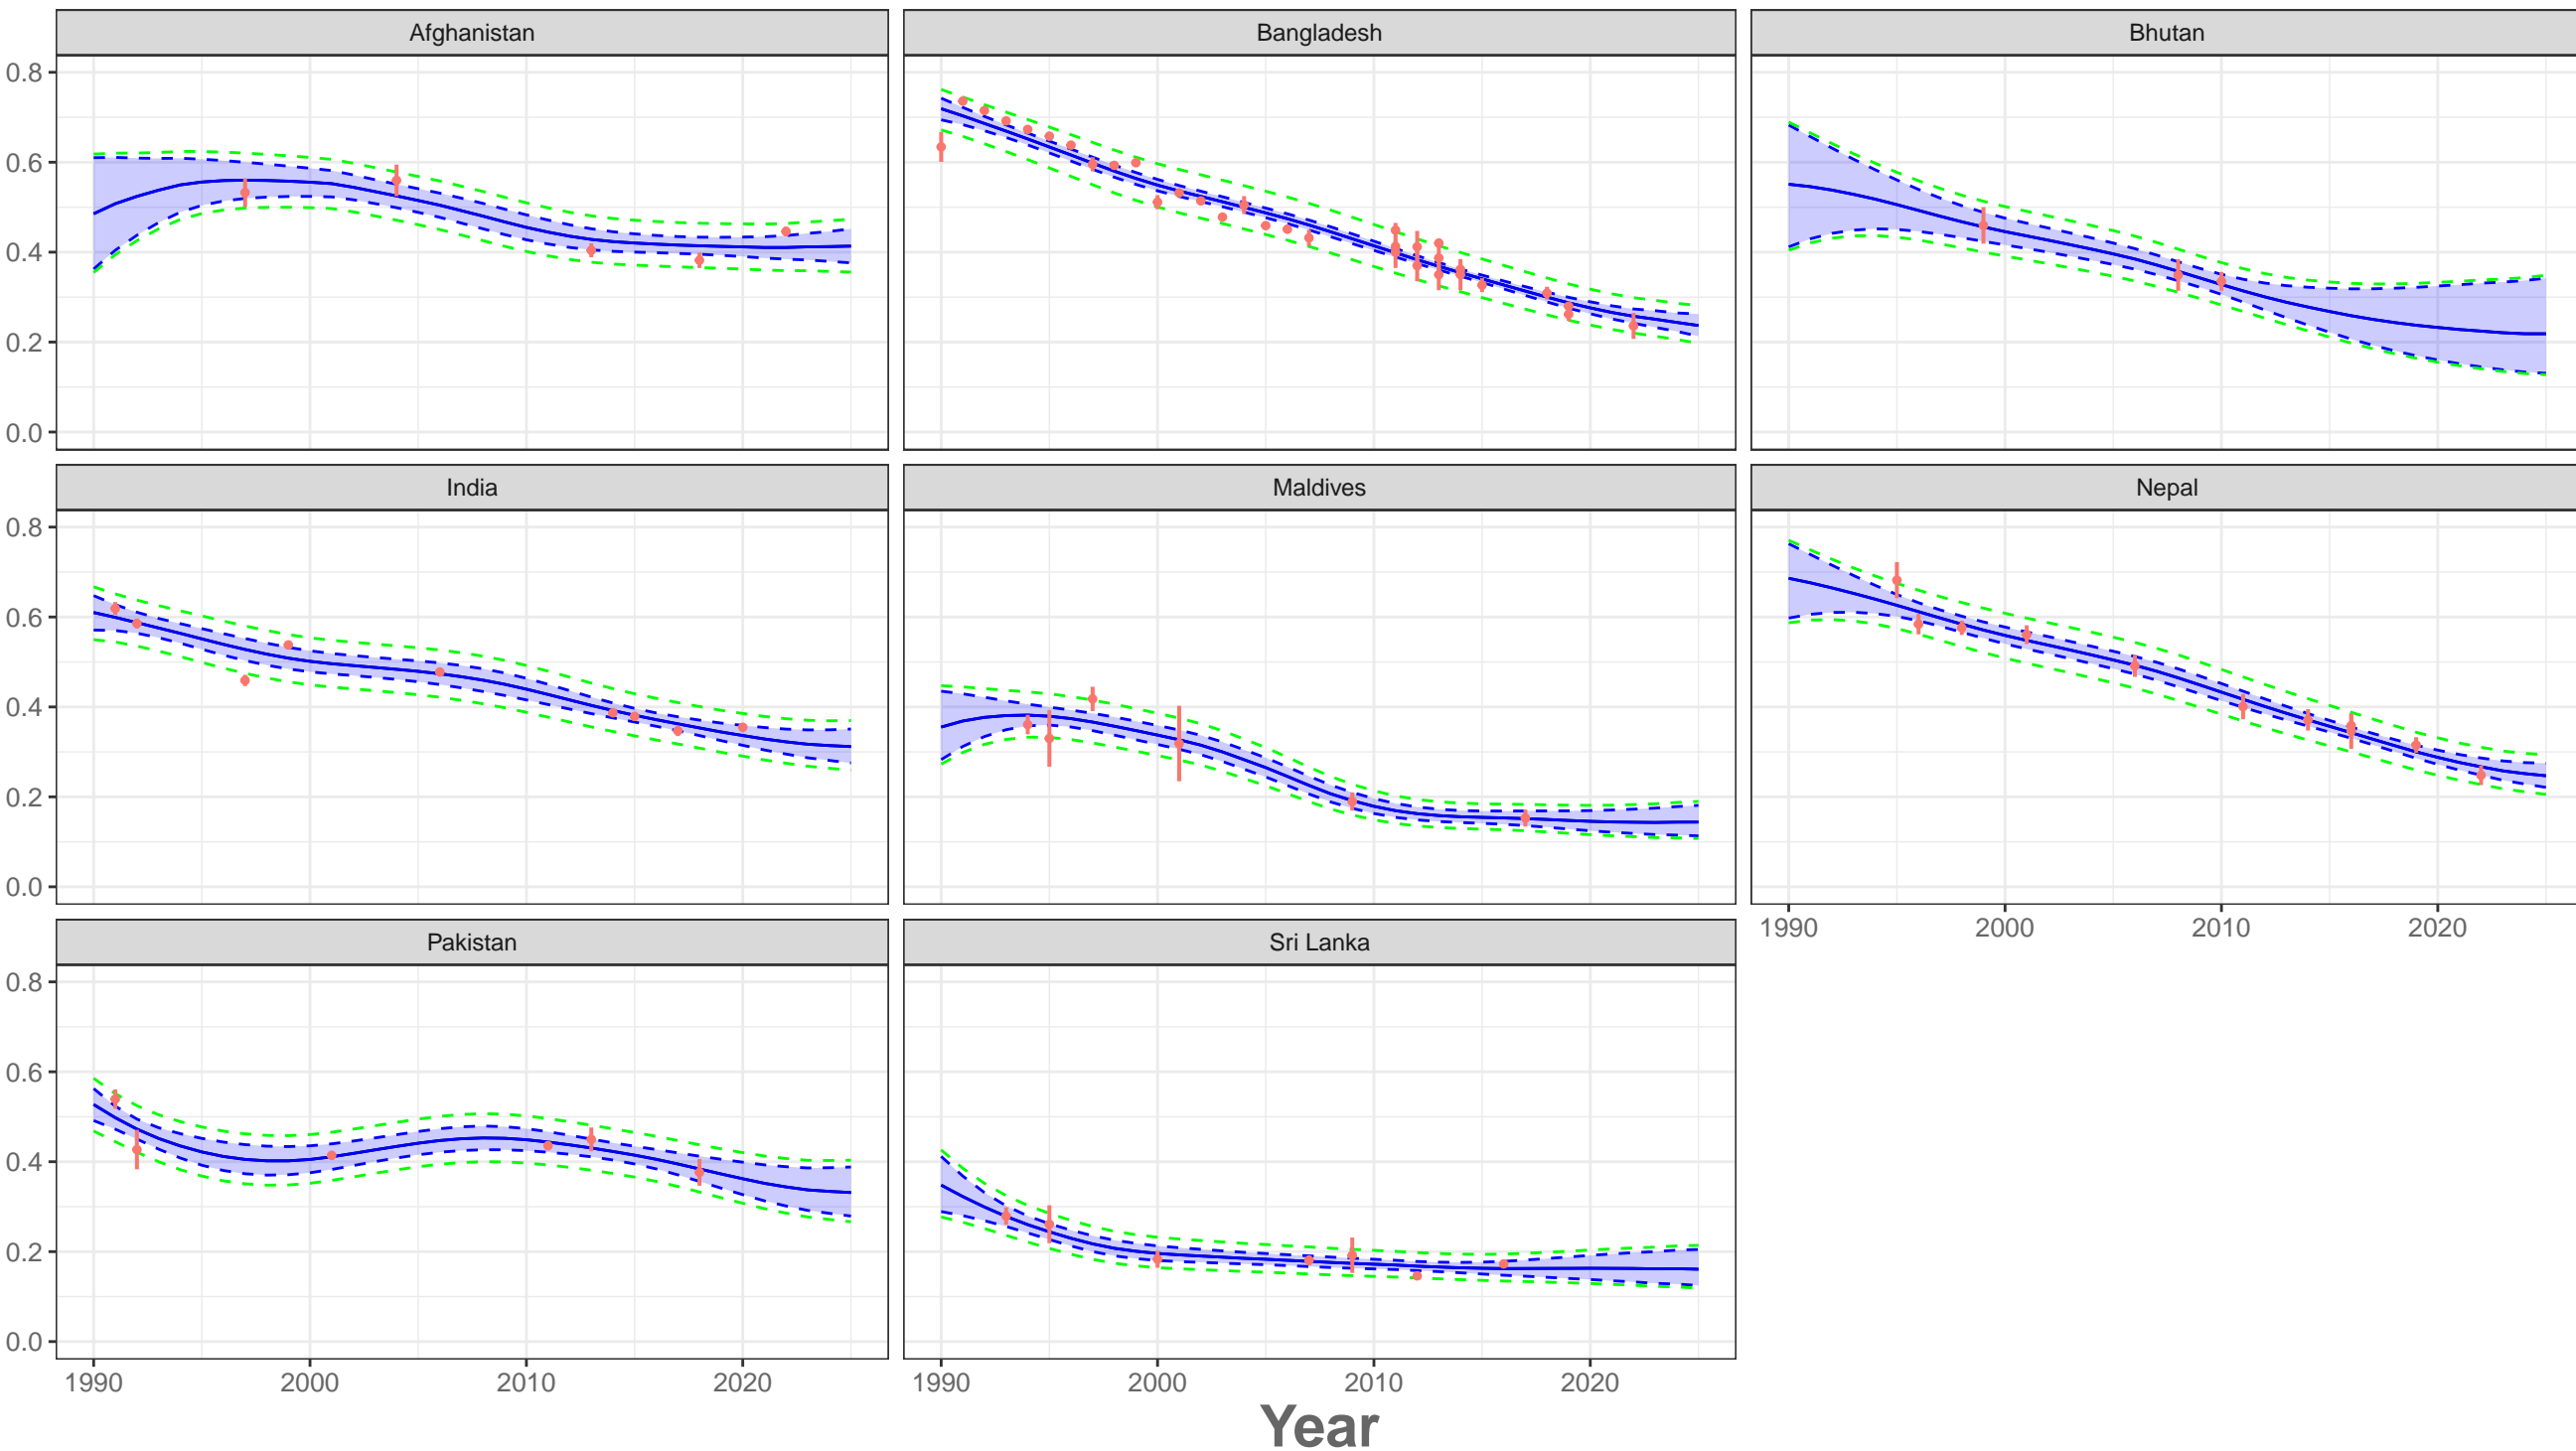 Afghanistan Bangladesh Bhutan
0.8
0.6
0.4
0.2
0.0
India Maldives Nepal
0.8
0.6
0.4
0.2
0.0
1990 2000 2010 2020
Pakistan Sri Lanka
0.8
0.6
0.4
0.2
0.0
1990 2000 2010 2020 1990 2000 2010 2020
Year